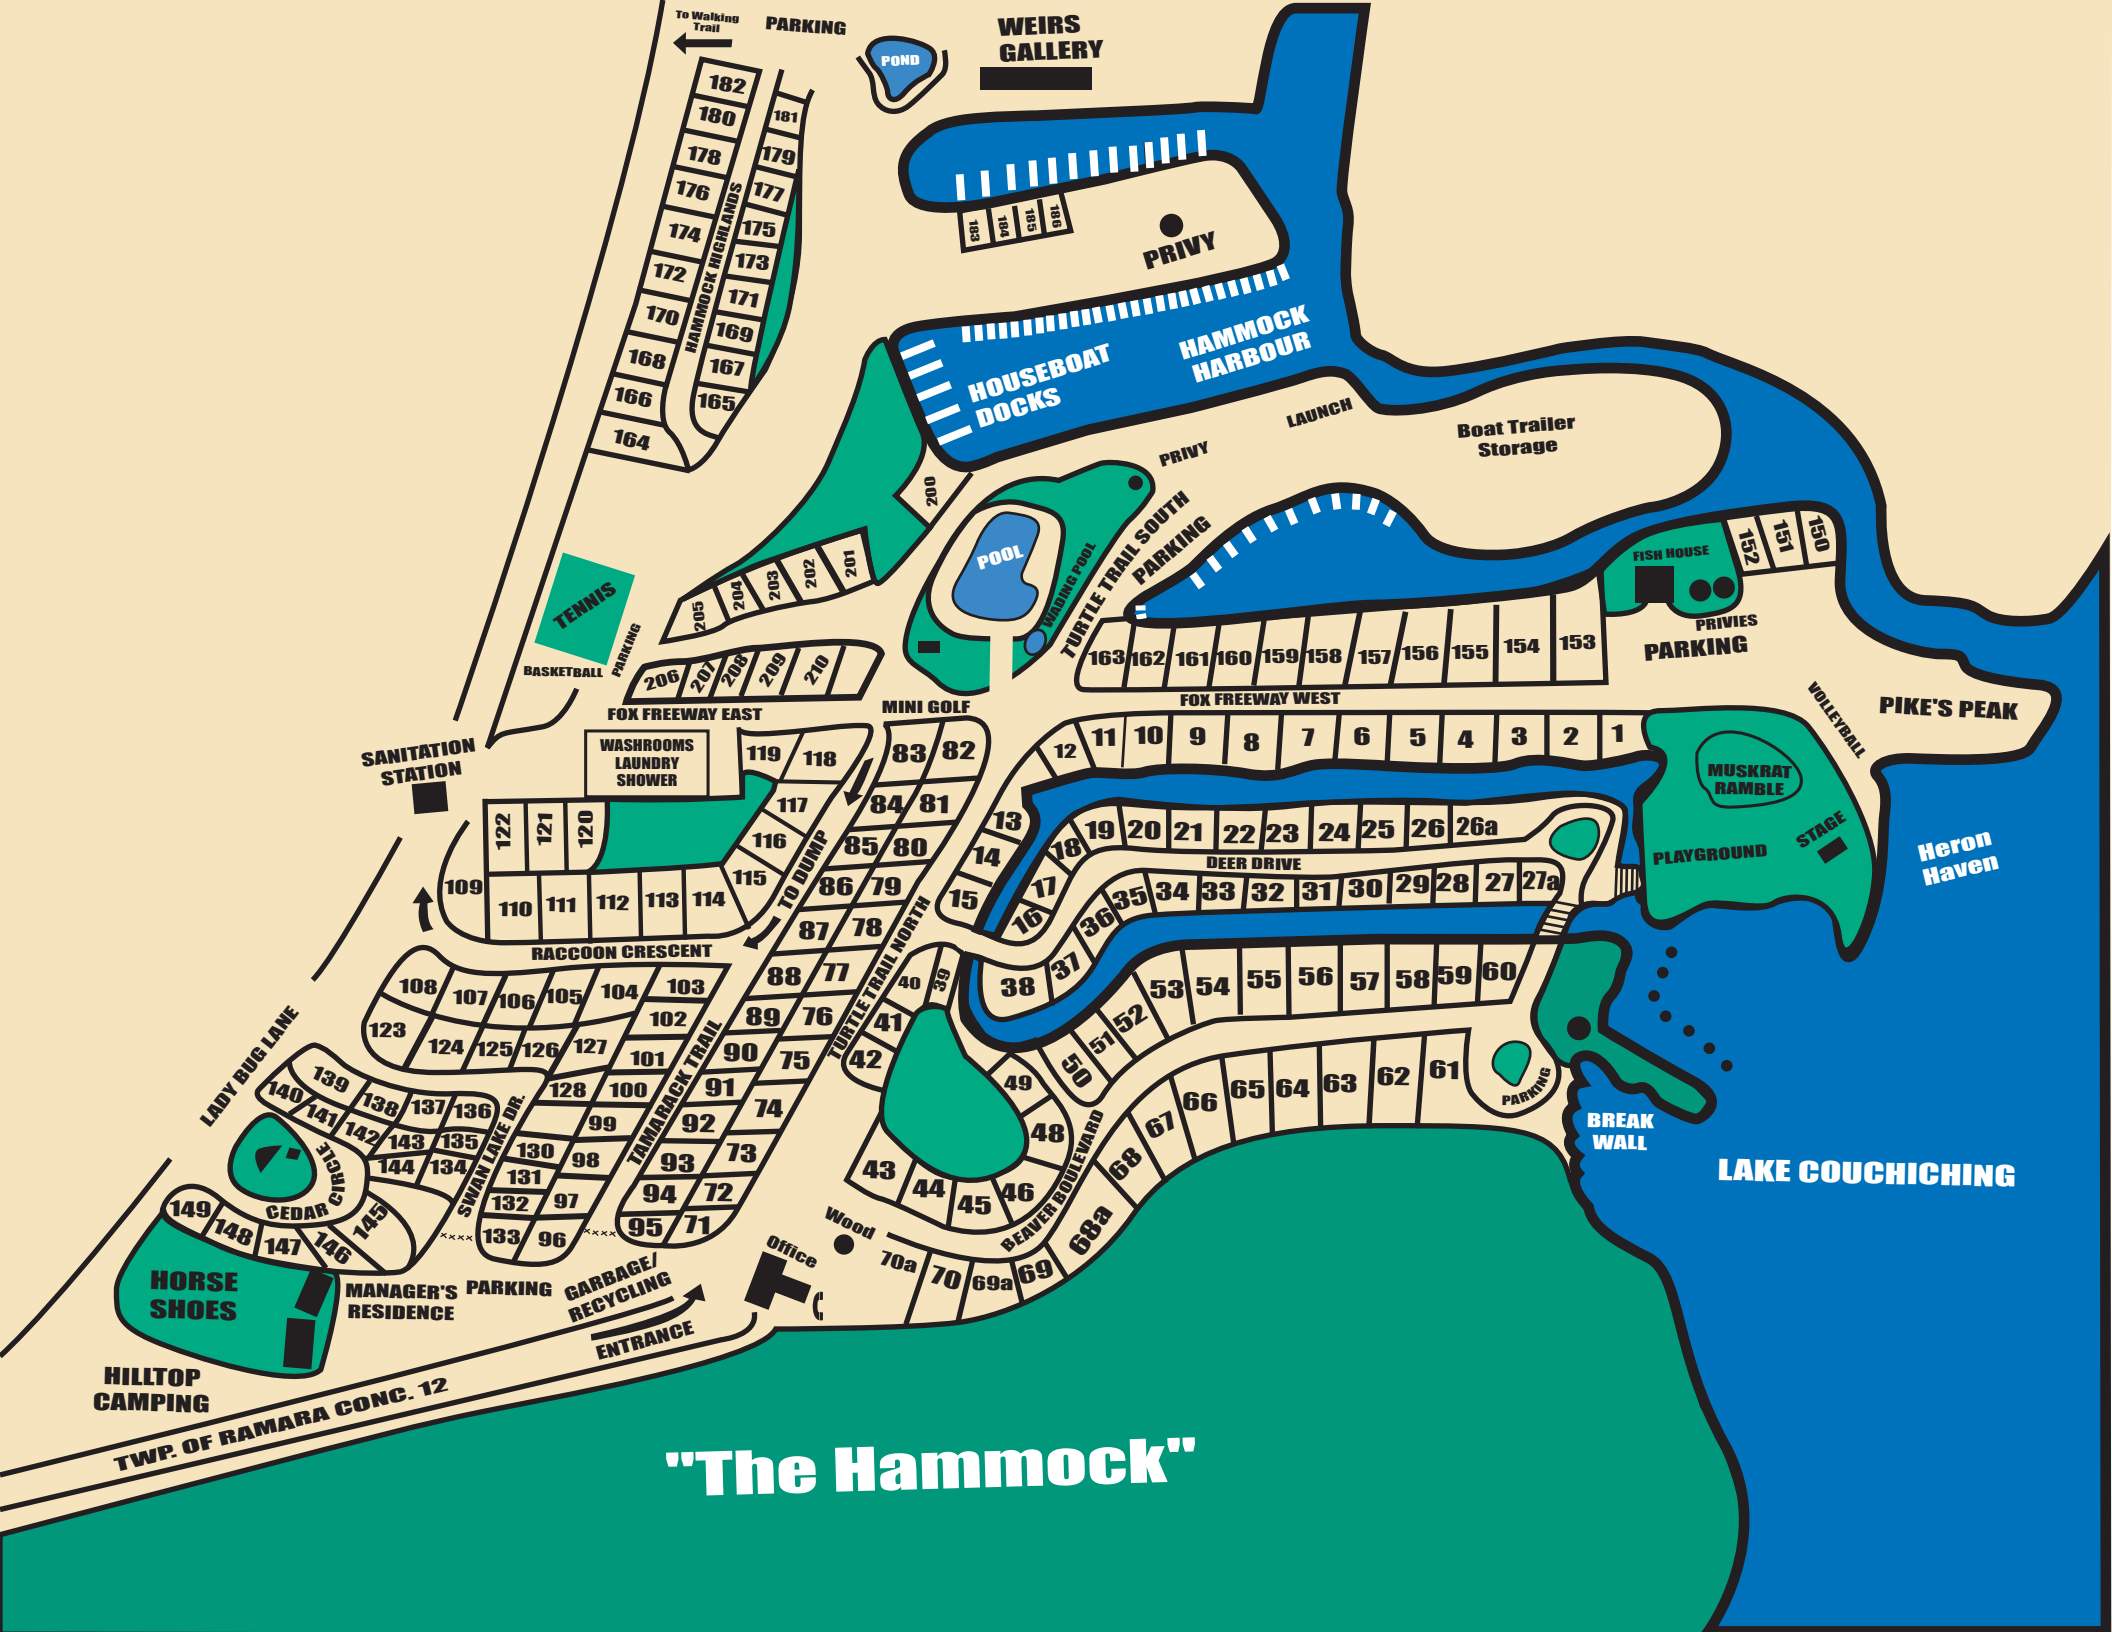 To Walking
Trail
PARKING
POND
WEIRS
GALLERY
182
180
178
176
174
172
170
168
166
164
HAMMOCK HIGHLANDS
181
179
177
175
173
171
169
167
165
183
184
185
186
PRIVY
HOUSEBOAT
DOCKS
HAMMOCK
HARBOUR
LAUNCH
PRIVY
Boat Trailer
Storage
200
201
202
203
204
205
POOL
WADING POOL
TURTLE TRAIL SOUTH
PARKING
TENNIS
PARKING
BASKETBALL
206
207
208
209
210
FOX FREEWAY EAST
MINI GOLF
FISH HOUSE
152
151
150
PRIVIES
PARKING
163
162
161
160
159
158
157
156
155
154
153
FOX FREEWAY WEST
VOLLEYBALL
PIKE'S PEAK
12
11
10
9
8
7
6
5
4
3
2
1
MUSKRAT
RAMBLE
STAGE
PLAYGROUND
Heron
Haven
SANITATION
STATION
WASHROOMS
LAUNDRY
SHOWER
119
118
117
116
115
122
121
120
109
110
111
112
113
114
RACCOON CRESCENT
TO DUMP
83
82
84
81
85
80
86
79
87
78
88
77
89
76
90
75
91
74
92
73
93
72
94
71
95
TURTLE TRAIL NORTH
13
14
15
16
17
18
19
20
21
22
23
24
25
26
26a
DEER DRIVE
38
37
36
35
34
33
32
31
30
29
28
27
27a
40
39
41
42
43
44
45
46
48
49
50
51
52
53
54
55
56
57
58
59
60
BEAVER BOULEVARD
61
62
63
64
65
66
67
68
68a
69
69a
70
70a
PARKING
BREAK
WALL
LAKE COUCHICHING
108
107
106
105
104
103
102
101
100
99
98
97
96
123
124
125
126
127
128
130
131
132
133
TAMARACK TRAIL
LADY BUG LANE
SWAN LAKE DR.
139
138
137
136
140
141
142
143
135
144
134
145
146
147
148
149
CEDAR CIRCLE
xxxx
xxxx
HORSE
SHOES
MANAGER'S
RESIDENCE
PARKING
GARBAGE/
RECYCLING
Wood
Office
ENTRANCE
HILLTOP
CAMPING
TWP. OF RAMARA CONC. 12
"The Hammock"